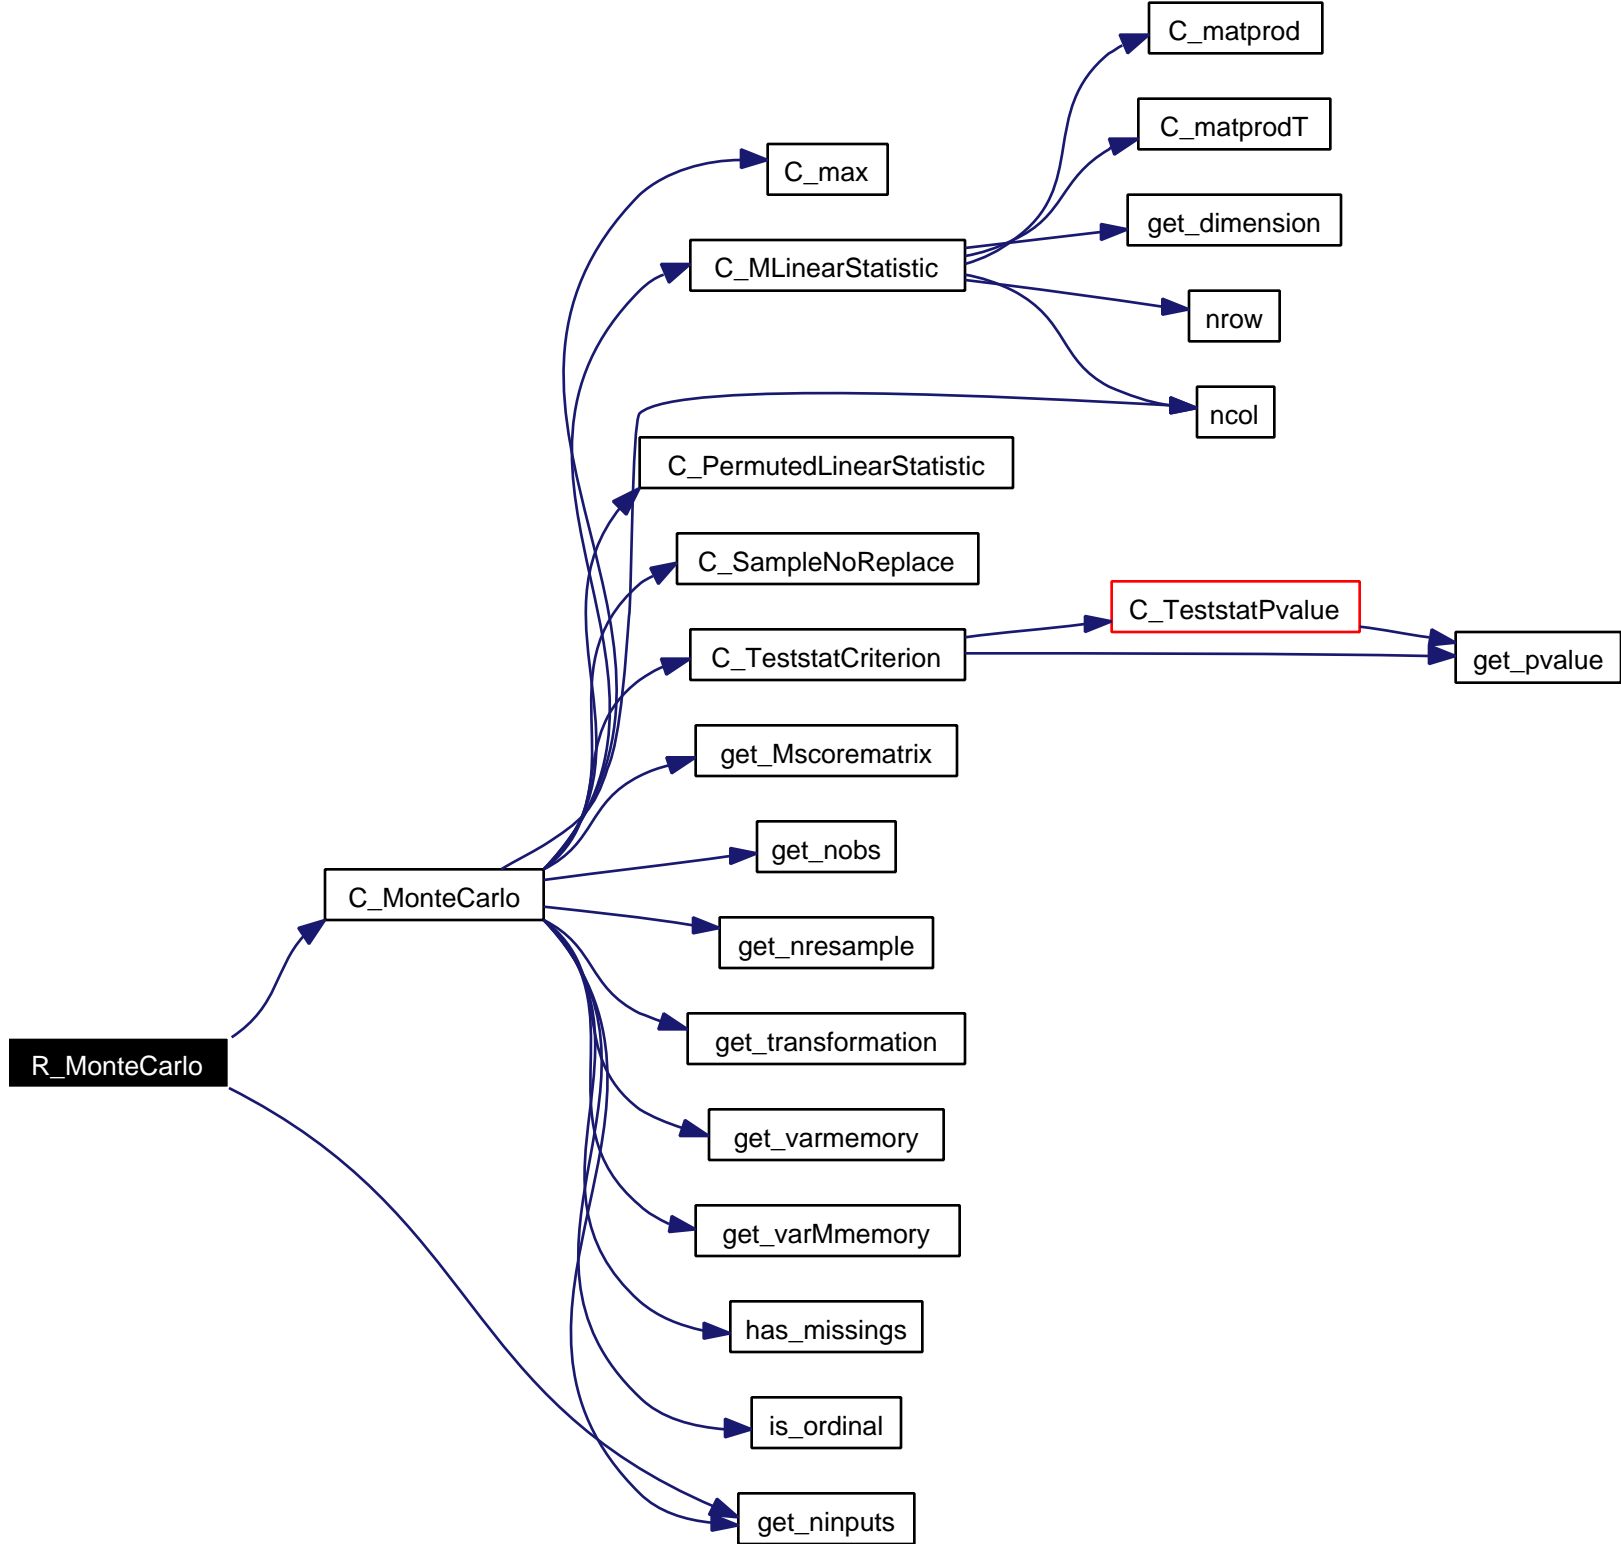 C_matprod
C_matprodT
C_max
get_dimension
C_MLinearStatistic
nrow
ncol
C_PermutedLinearStatistic
C_SampleNoReplace
C_TeststatPvalue
C_TeststatCriterion
get_pvalue
get_Mscorematrix
get_nobs
C_MonteCarlo
get_nresample
get_transformation
R_MonteCarlo
get_varmemory
get_varMmemory
has_missings
is_ordinal
get_ninputs